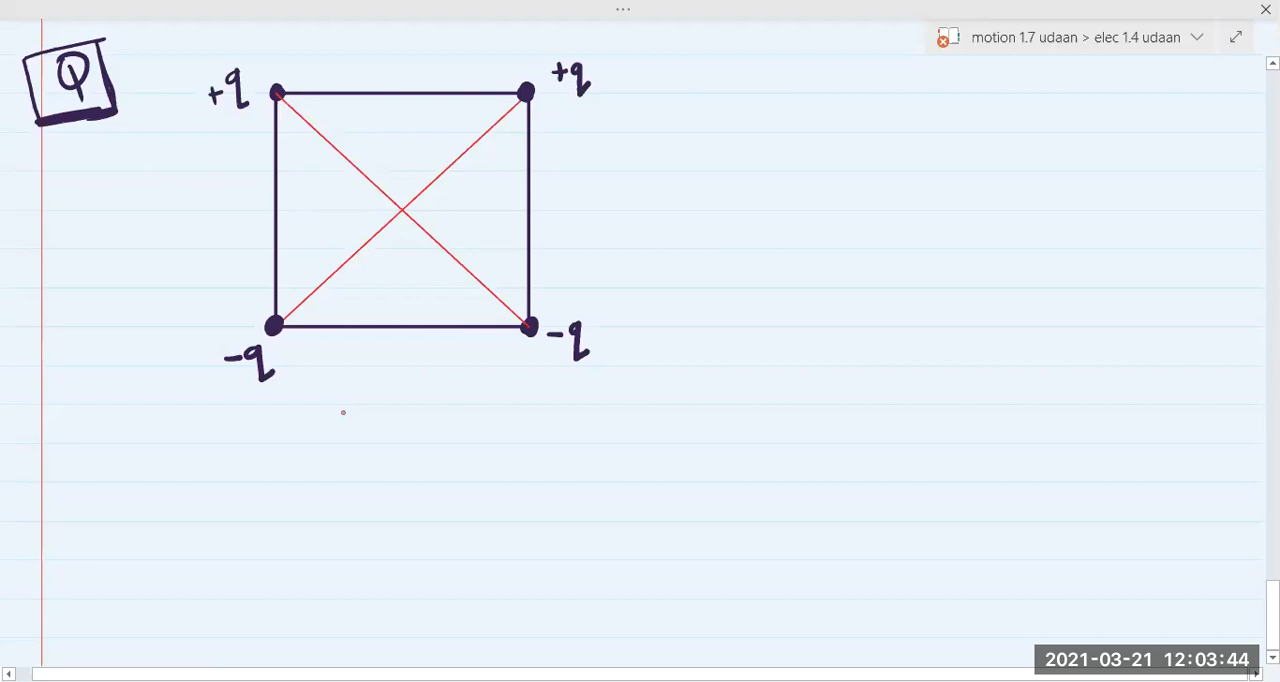 motion 1.7 udaan > elec 1.4 udaan
Q
+q
+q
-q
-q
2021-03-21 12:03:44